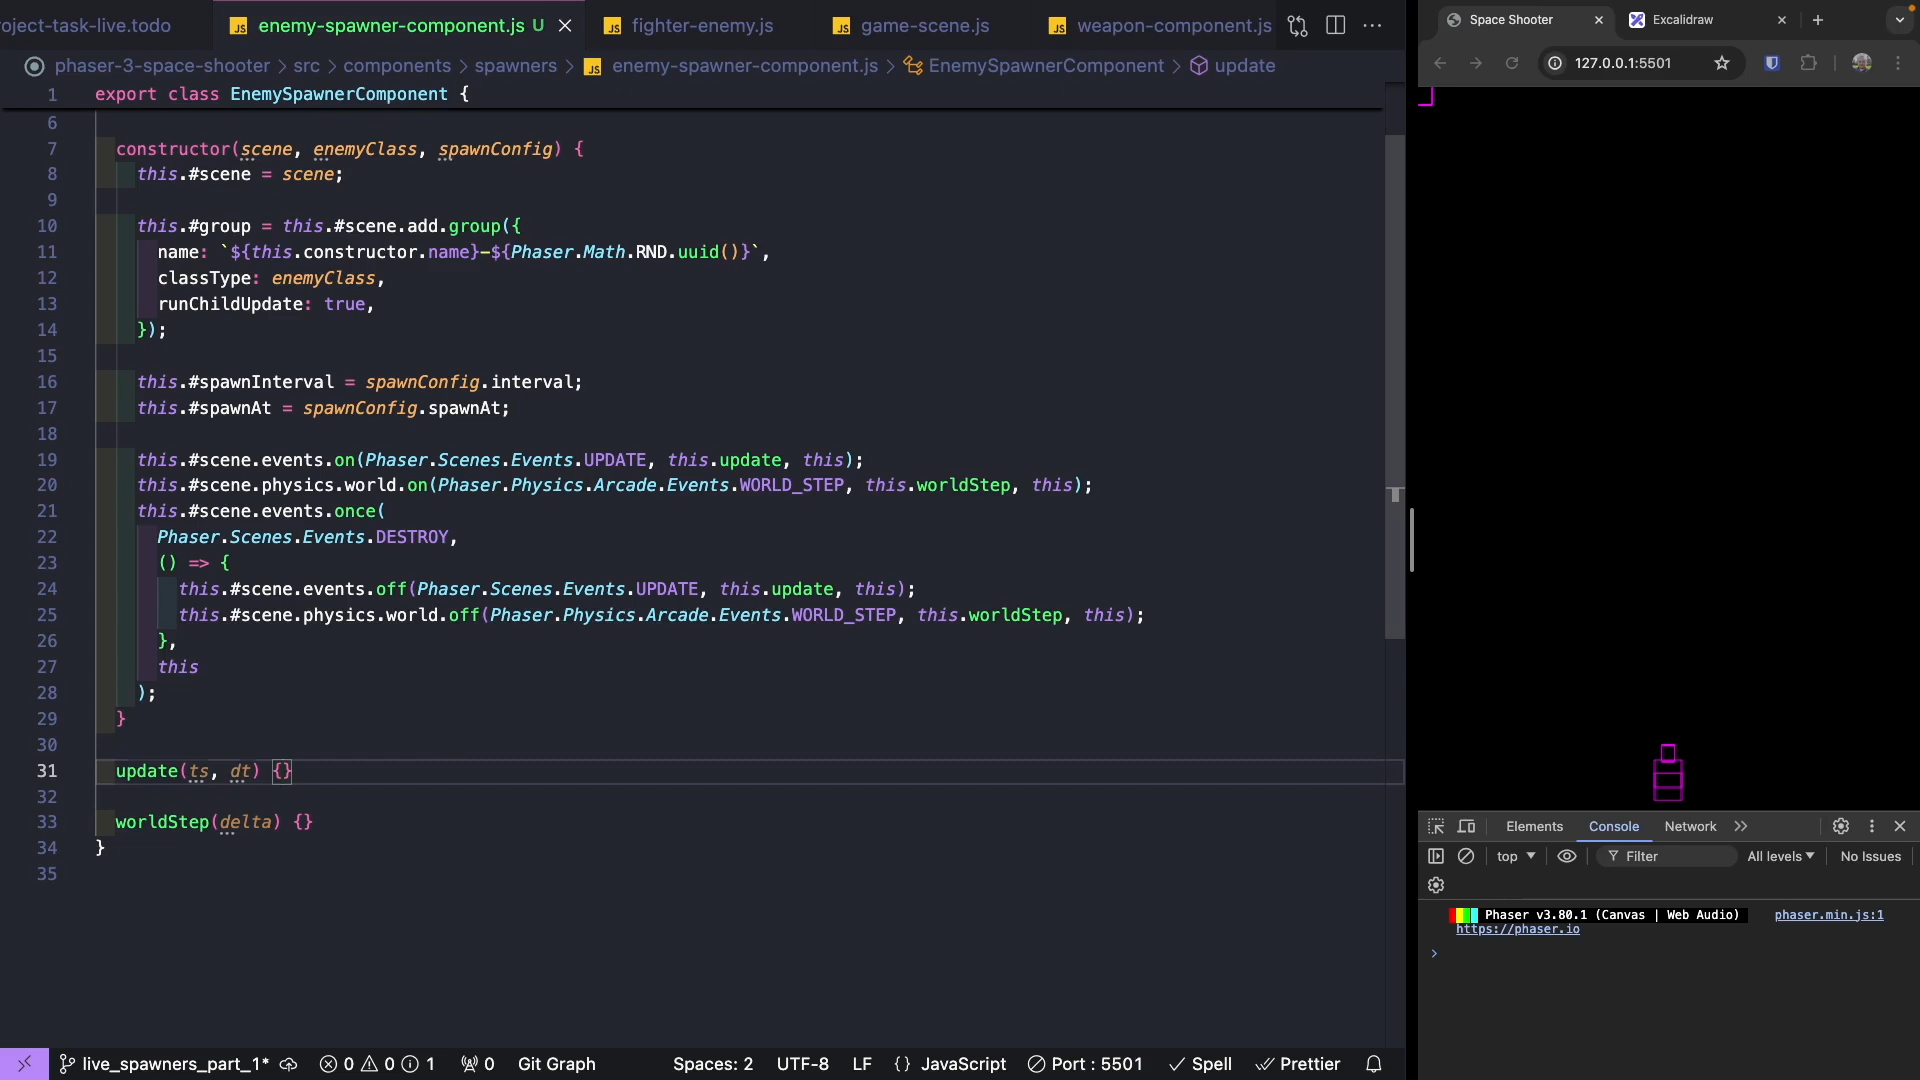 oject-task-live.todo
enemy-spawner-component.js U
fighter-enemy.js
game-scene.js
weapon-component.js
phaser-3-space-shooter > src > components > spawners > enemy-spawner-component.js > EnemySpawnerComponent > update
1 export class EnemySpawnerComponent {
6
7 constructor(scene, enemyClass, spawnConfig) {
8 this.#scene = scene;
9
10 this.#group = this.#scene.add.group({
11 name: `${this.constructor.name}-${Phaser.Math.RND.uuid()}`,
12 classType: enemyClass,
13 runChildUpdate: true,
14 });
15
16 this.#spawnInterval = spawnConfig.interval;
17 this.#spawnAt = spawnConfig.spawnAt;
18
19 this.#scene.events.on(Phaser.Scenes.Events.UPDATE, this.update, this);
20 this.#scene.physics.world.on(Phaser.Physics.Arcade.Events.WORLD_STEP, this.worldStep, this);
21 this.#scene.events.once(
22 Phaser.Scenes.Events.DESTROY,
23 () => {
24 this.#scene.events.off(Phaser.Scenes.Events.UPDATE, this.update, this);
25 this.#scene.physics.world.off(Phaser.Physics.Arcade.Events.WORLD_STEP, this.worldStep, this);
26 },
27 this
28 );
29 }
30
31 update(ts, dt) {}
32
33 worldStep(delta) {}
34 }
35
live_spawners_part_1* 0 0 1 0 Git Graph Spaces: 2 UTF-8 LF {} JavaScript Port : 5501 Spell Prettier
Space Shooter
Excalidraw
127.0.0.1:5501
Elements Console Network
top Filter All levels No Issues
Phaser v3.80.1 (Canvas | Web Audio) phaser.min.js:1
https://phaser.io